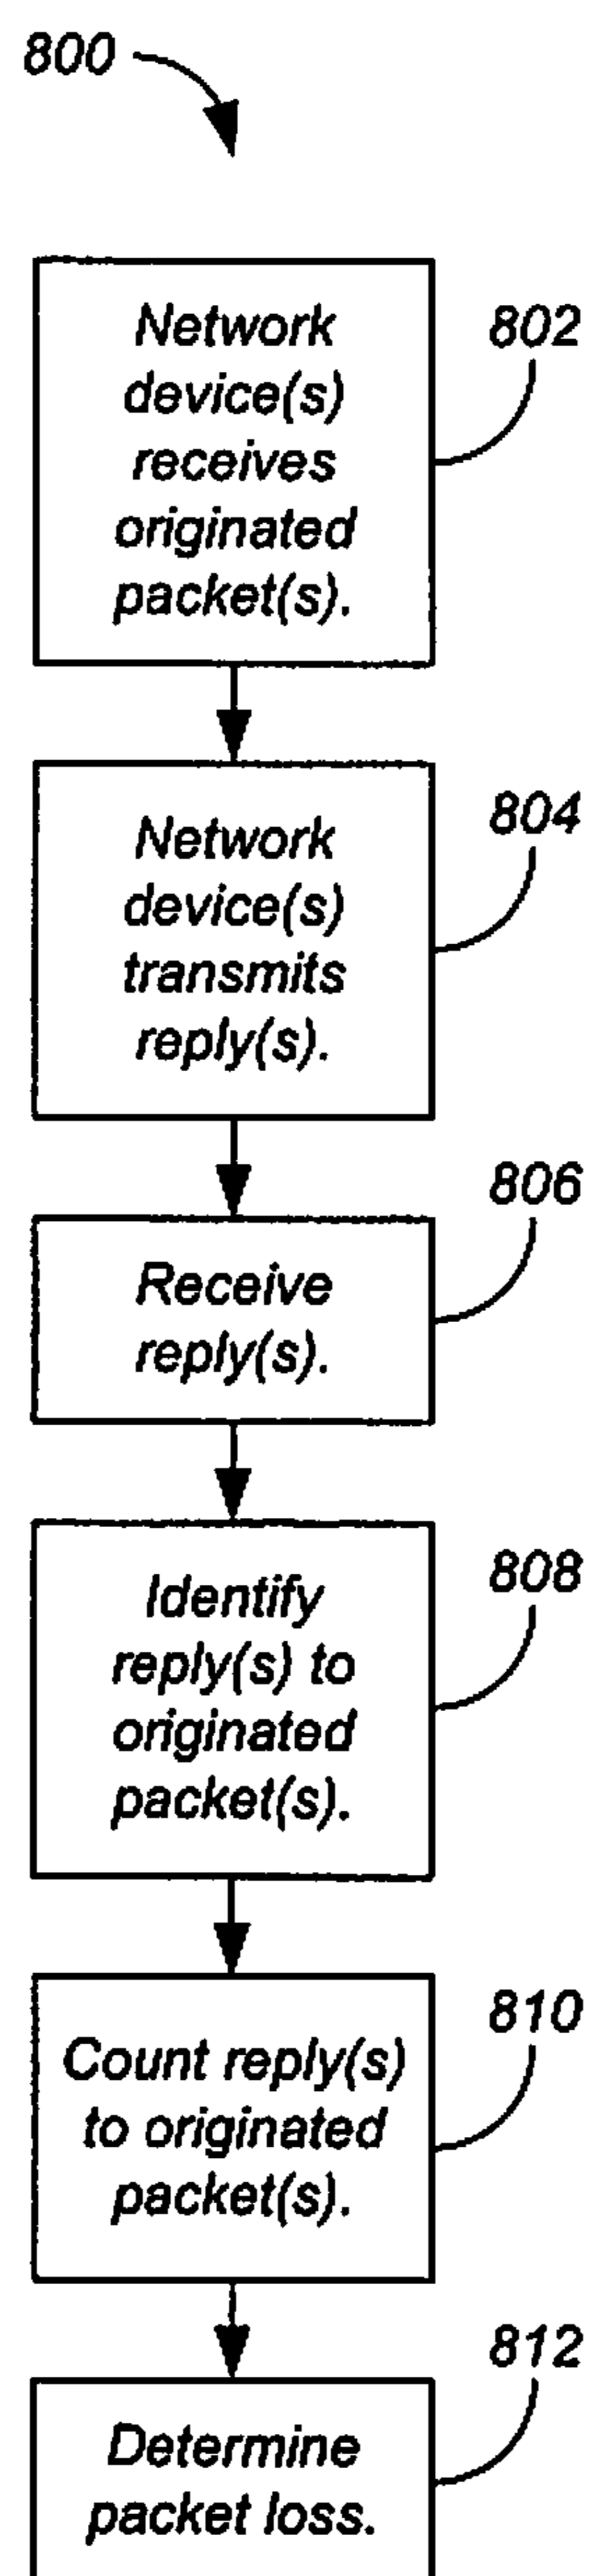 800
Network
device(s)
receives
originated
packet(s).
802
Network
device(s)
transmits
reply(s).
804
Receive
reply(s).
806
Identify
reply(s) to
originated
packet(s).
808
Count reply(s)
to originated
packet(s).
810
Determine
packet loss.
812